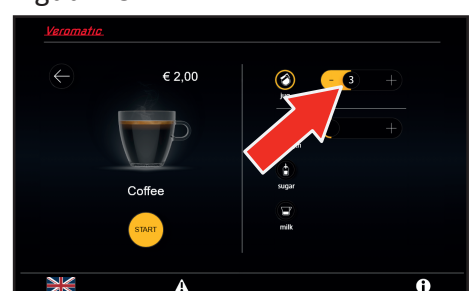 Veromatic
€ 2,00
- 3 +
+
sugar
Coffee
START
milk